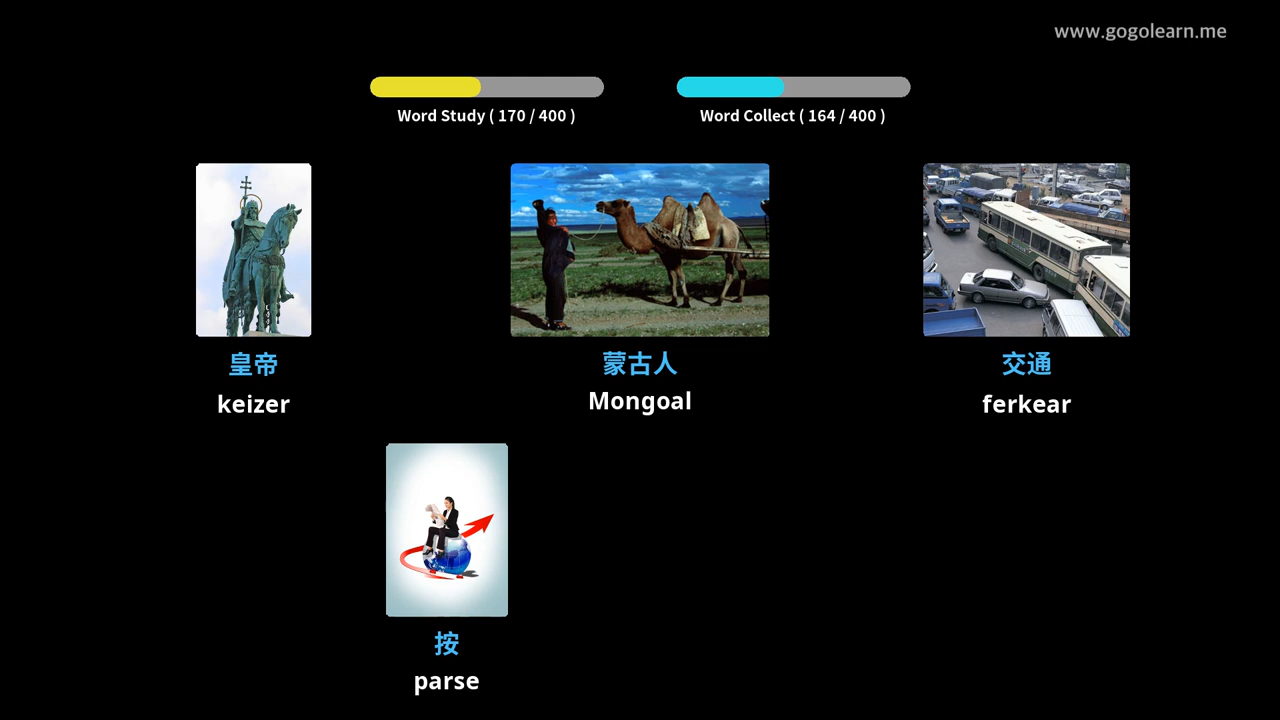 www.gogolearn.me
Word Study ( 170 / 400 )
Word Collect ( 164 / 400 )
皇帝
keizer
蒙古人
Mongoal
交通
ferkear
按
parse